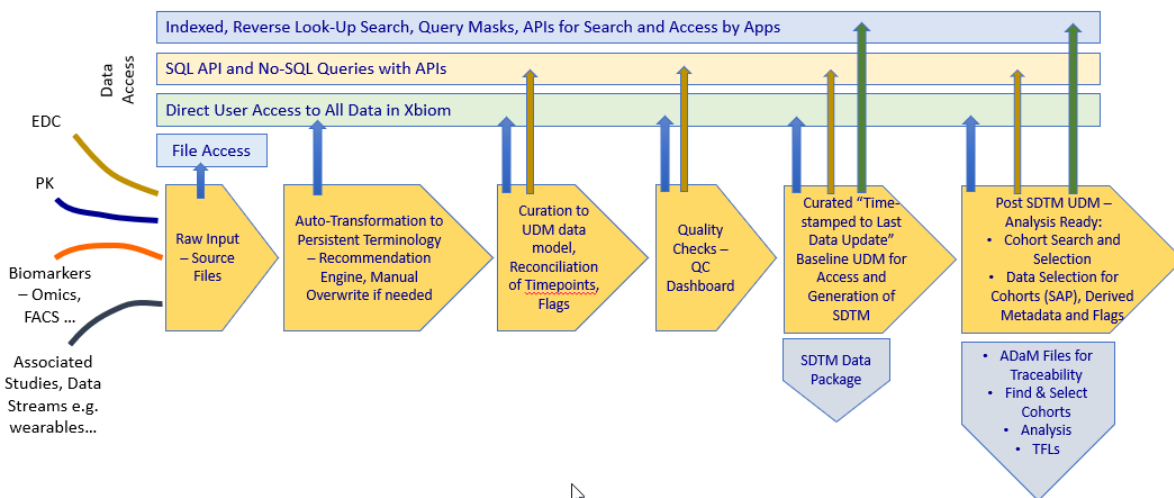 Indexed, Reverse Look-Up Search, Query Masks, APIs for Search and Access by Apps
SQL API and No-SQL Queries with APIs
Direct User Access to All Data in Xbiom
File Access
Data
Access
EDC
PK
Biomarkers
– Omics,
FACS ...
Associated
Studies, Data
Streams e.g.
wearables...
Raw Input
– Source
Files
Auto-Transformation to
Persistent Terminology
– Recommendation
Engine, Manual
Overwrite if needed
Curation to
UDM data
model,
Reconciliation
of Timepoints,
Flags
Quality
Checks –
QC
Dashboard
Curated “Time-
stamped to Last
Data Update”
Baseline UDM for
Access and
Generation of
SDTM
Post SDTM UDM –
Analysis Ready:
• Cohort Search and
Selection
• Data Selection for
Cohorts (SAP), Derived
Metadata and Flags
SDTM Data
Package
• ADaM Files for
Traceability
• Find & Select
Cohorts
• Analysis
• TFLs